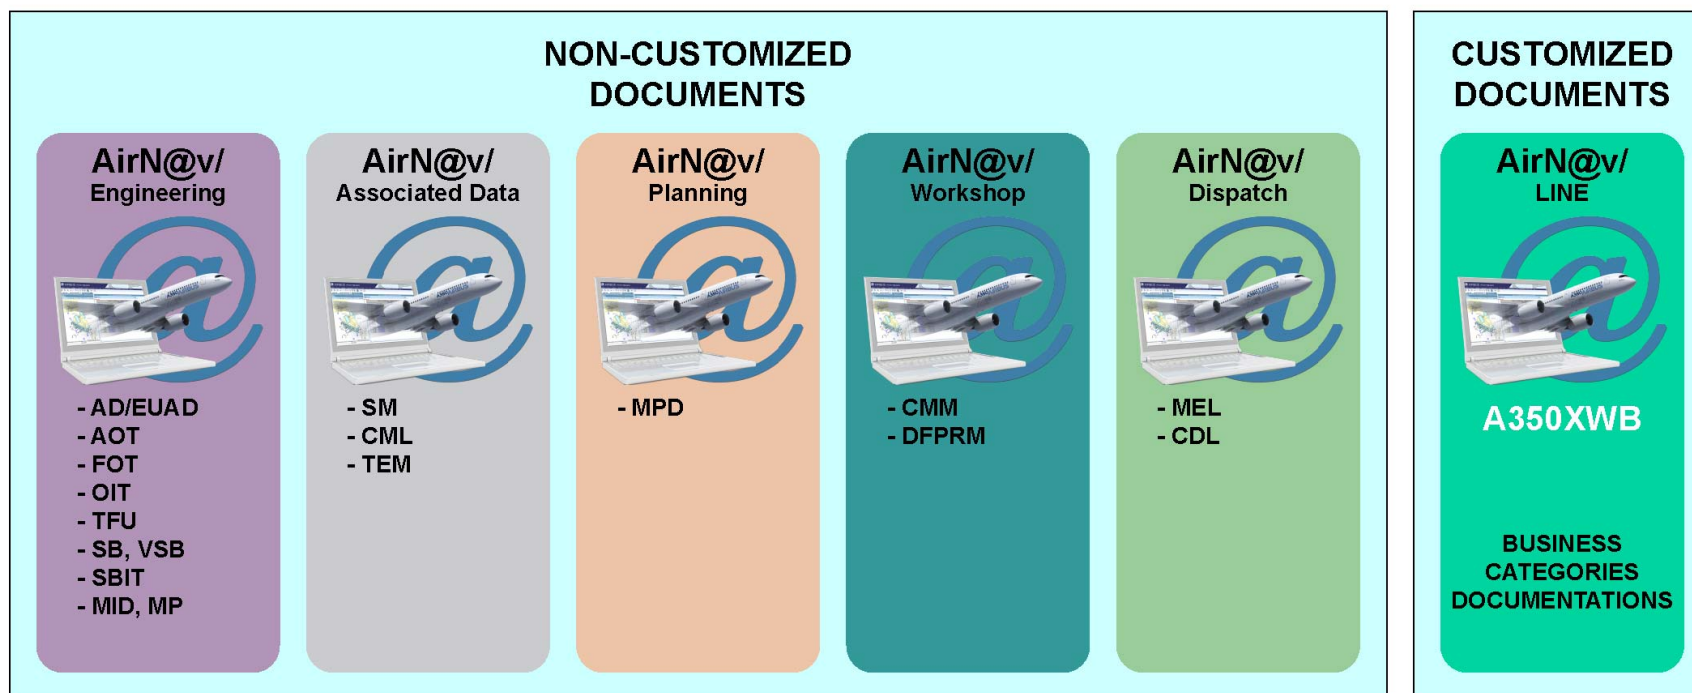 NON-CUSTOMIZED
DOCUMENTS
AirN@v/
Engineering
- AD/EUAD
- AOT
- FOT
- OIT
- TFU
- SB, VSB
- SBIT
- MID, MP
AirN@v/
Associated Data
- SM
- CML
- TEM
AirN@v/
Planning
- MPD
AirN@v/
Workshop
- CMM
- DFPRM
AirN@v/
Dispatch
- MEL
- CDL
CUSTOMIZED
DOCUMENTS
AirN@v/
LINE
A350XWB
BUSINESS
CATEGORIES
DOCUMENTATIONS